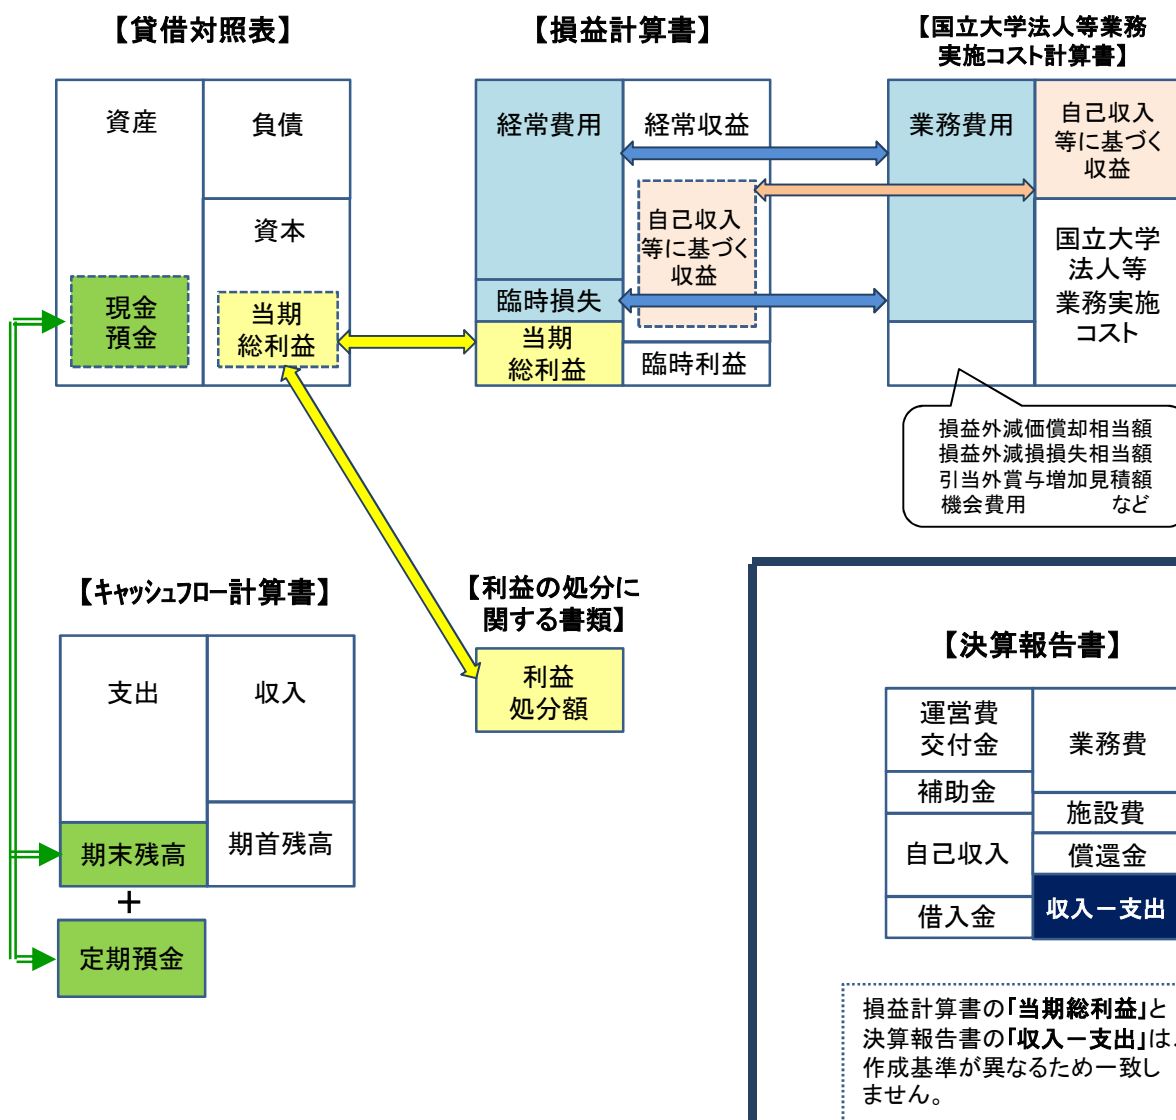 【貸借対照表】
資産
負債
資本
現金
預金
当期
総利益
【損益計算書】
経常費用
経常収益
自己収入
等に基づく
収益
臨時損失
当期
総利益
臨時利益
【国立大学法人等業務
実施コスト計算書】
業務費用
自己収入
等に基づく
収益
国立大学
法人等
業務実施
コスト
損益外減価償却相当額
損益外減損損失相当額
引当外賞与増加見積額
機会費用 など
【キャッシュフロー計算書】
支出
収入
期末残高
期首残高
+
定期預金
【利益の処分に
関する書類】
利益
処分額
【決算報告書】
運営費
交付金
業務費
補助金
施設費
自己収入
償還金
借入金
収入－支出
損益計算書の「当期総利益」と
決算報告書の「収入－支出」は、
作成基準が異なるため一致し
ません。